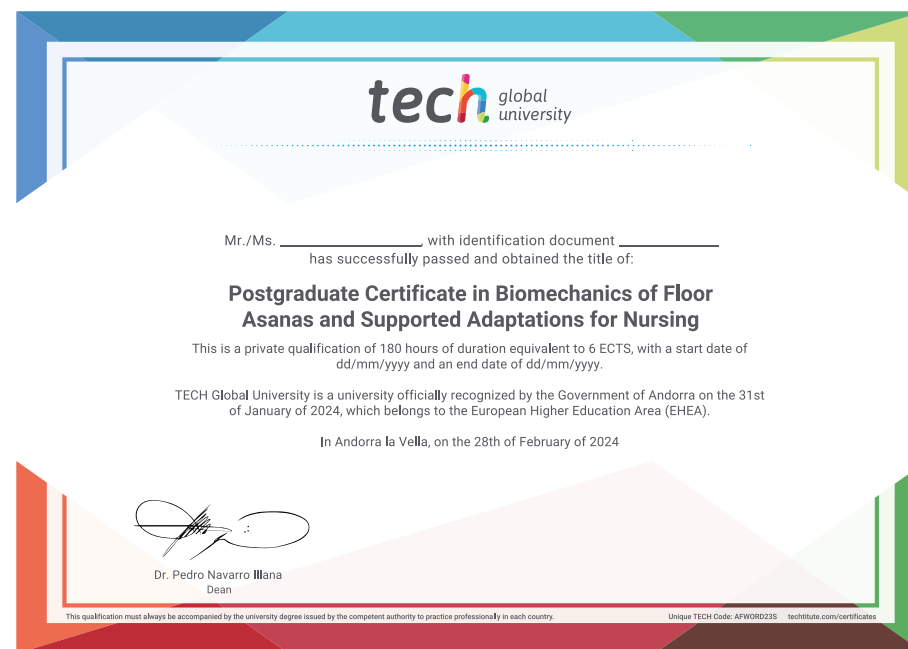 tech global university
Mr./Ms. ____________, with identification document ____________
has successfully passed and obtained the title of:
Postgraduate Certificate in Biomechanics of Floor
Asanas and Supported Adaptations for Nursing
This is a private qualification of 180 hours of duration equivalent to 6 ECTS, with a start date of
dd/mm/yyyy and an end date of dd/mm/yyyy.
TECH Global University is a university officially recognized by the Government of Andorra on the 31st
of January of 2024, which belongs to the European Higher Education Area (EHEA).
In Andorra la Vella, on the 28th of February of 2024
Dr. Pedro Navarro Illana
Dean
This qualification must always be accompanied by the university degree issued by the competent authority to practice professionally in each country.
Unique TECH Code: AFWORD23S techtitute.com/certificates